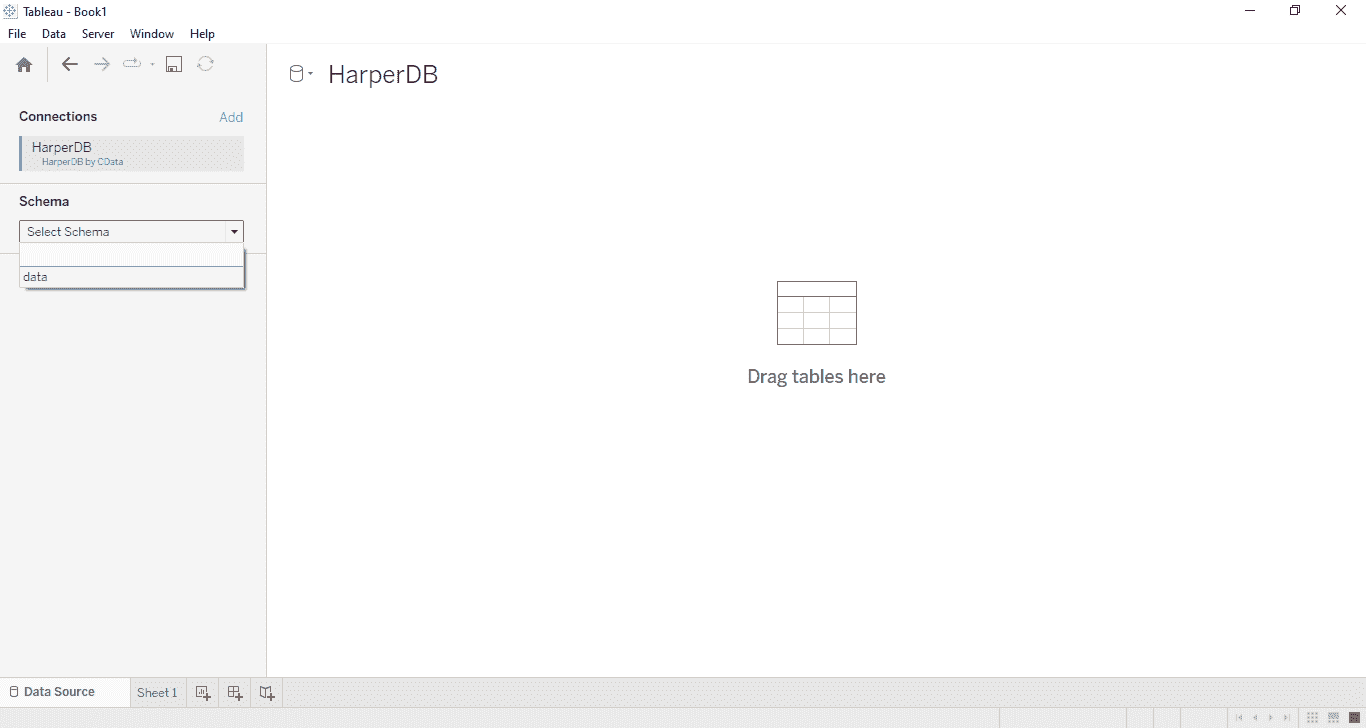 Tableau - Book1
File Data Server Window Help
HarperDB
Connections Add
HarperDB
HarperDB by CData
Schema
Select Schema
data
Drag tables here
Data Source Sheet 1